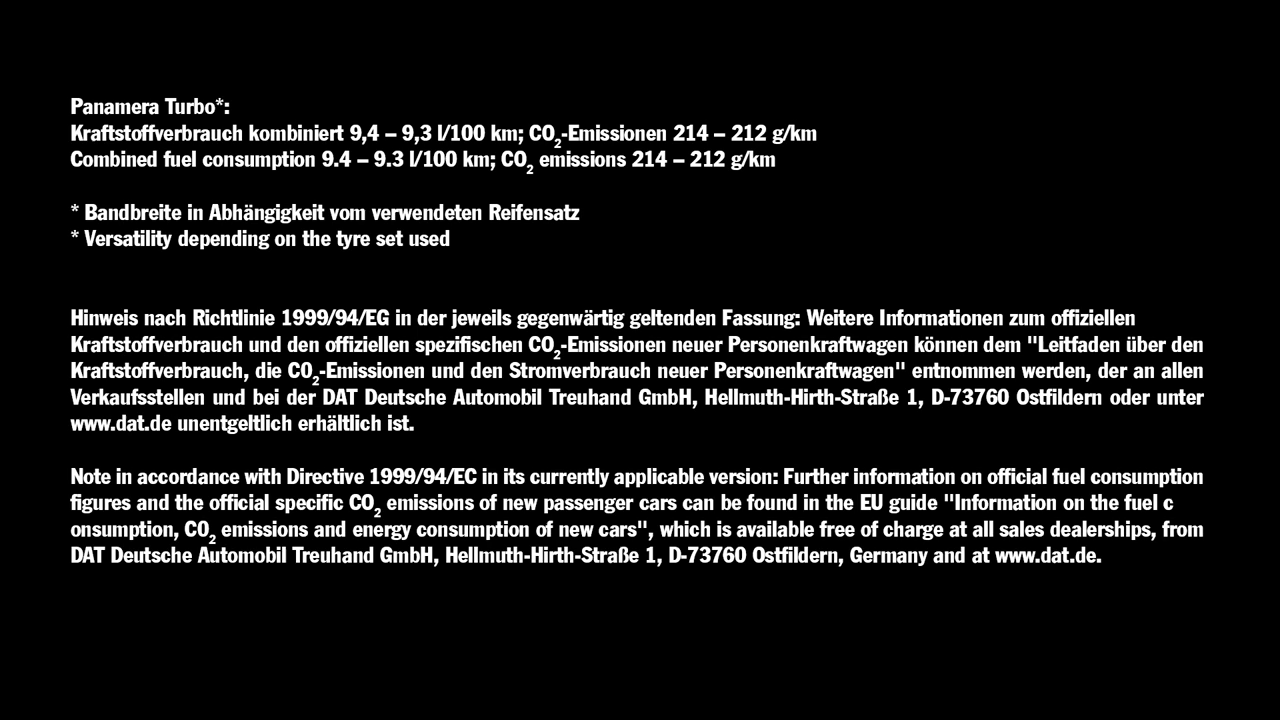 Panamera Turbo*:
Kraftstoffverbrauch kombiniert 9,4 – 9,3 l/100 km; CO₂-Emissionen 214 – 212 g/km
Combined fuel consumption 9.4 – 9.3 l/100 km; CO₂ emissions 214 – 212 g/km
* Bandbreite in Abhängigkeit vom verwendeten Reifensatz
* Versatility depending on the tyre set used
Hinweis nach Richtlinie 1999/94/EG in der jeweils gegenwärtig geltenden Fassung: Weitere Informationen zum offiziellen
Kraftstoffverbrauch und den offiziellen spezifischen CO₂-Emissionen neuer Personenkraftwagen können dem "Leitfaden über den
Kraftstoffverbrauch, die CO₂-Emissionen und den Stromverbrauch neuer Personenkraftwagen" entnommen werden, der an allen
Verkaufsstellen und bei der DAT Deutsche Automobil Treuhand GmbH, Hellmuth-Hirth-Straße 1, D-73760 Ostfildern oder unter
www.dat.de unentgeltlich erhältlich ist.
Note in accordance with Directive 1999/94/EC in its currently applicable version: Further information on official fuel consumption
figures and the official specific CO₂ emissions of new passenger cars can be found in the EU guide "Information on the fuel c
onsumption, CO₂ emissions and energy consumption of new cars", which is available free of charge at all sales dealerships, from
DAT Deutsche Automobil Treuhand GmbH, Hellmuth-Hirth-Straße 1, D-73760 Ostfildern, Germany and at www.dat.de.